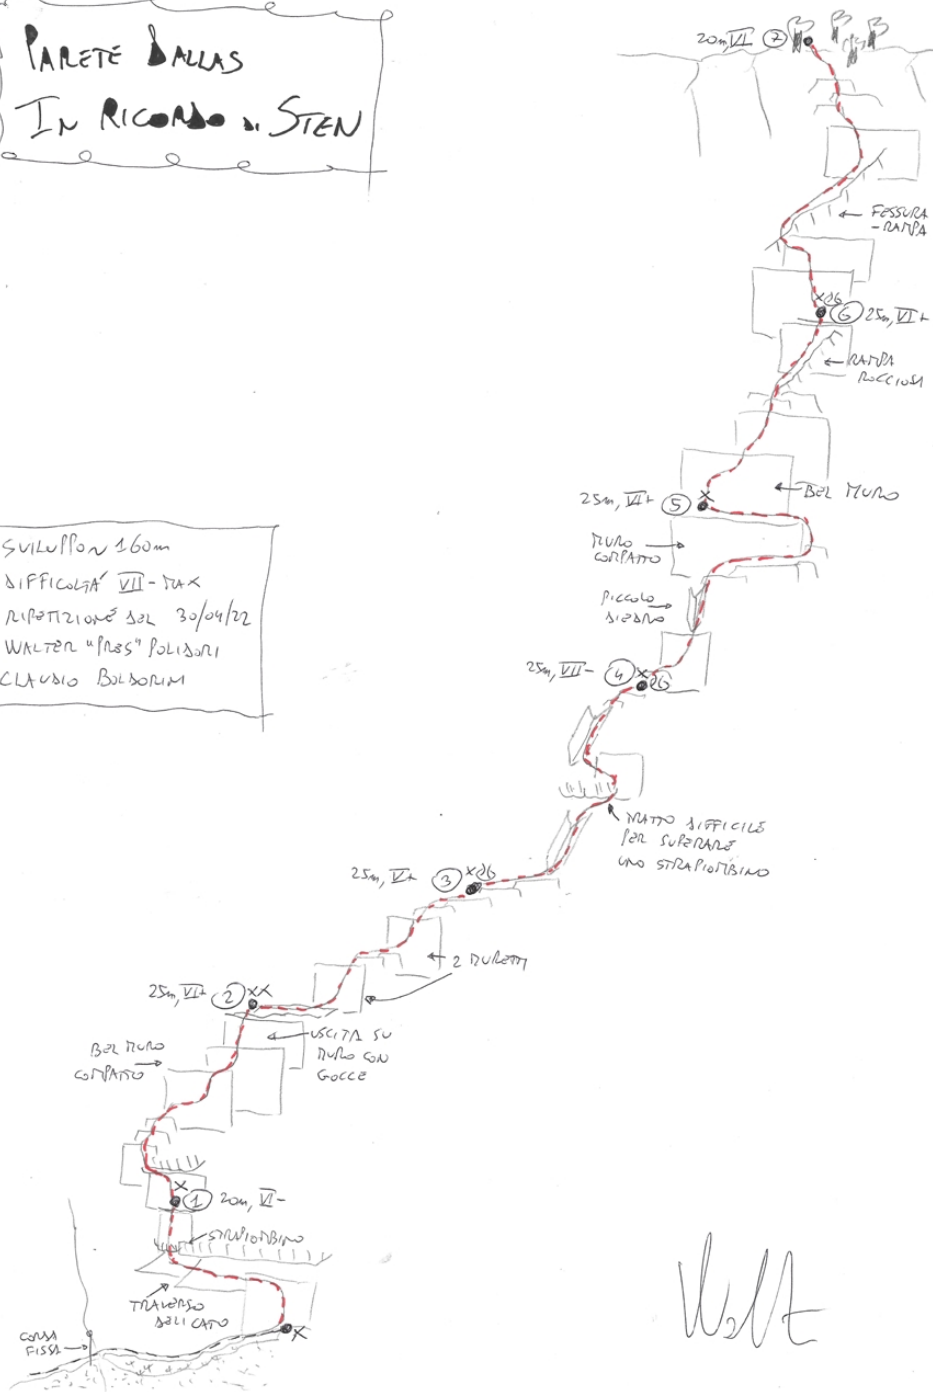 PARETE DALLAS
IN RICORDO DI STEN
20m, VI 7
FESSURA
-RAMPA
6 25m, VI+
RAMPA
ROCCIOSA
BEL MURO
25m, VI+ 5
MURO
COMPATTO
PICCOLO
DIEDRO
25m, VII- 4
SVILUPPO ~ 160m
DIFFICOLTÁ VII- MAX
RIPETIZIONE DEL 30/04/22
WALTER "PRES" POLIDORI
CLAUDIO BOLDORINI
TRATTO DIFFICILE
PER SUPERARE
UNO STRAPIOMBINO
25m, V+ 3
2 MURETTI
25m, VI+ 2
USCITA SU
MURO CON
GOCCE
BEL MURO
COMPATTO
1 20m, VI-
STRAPIOMBINO
TRAVERSO
DELICATO
CORDA
FISSA